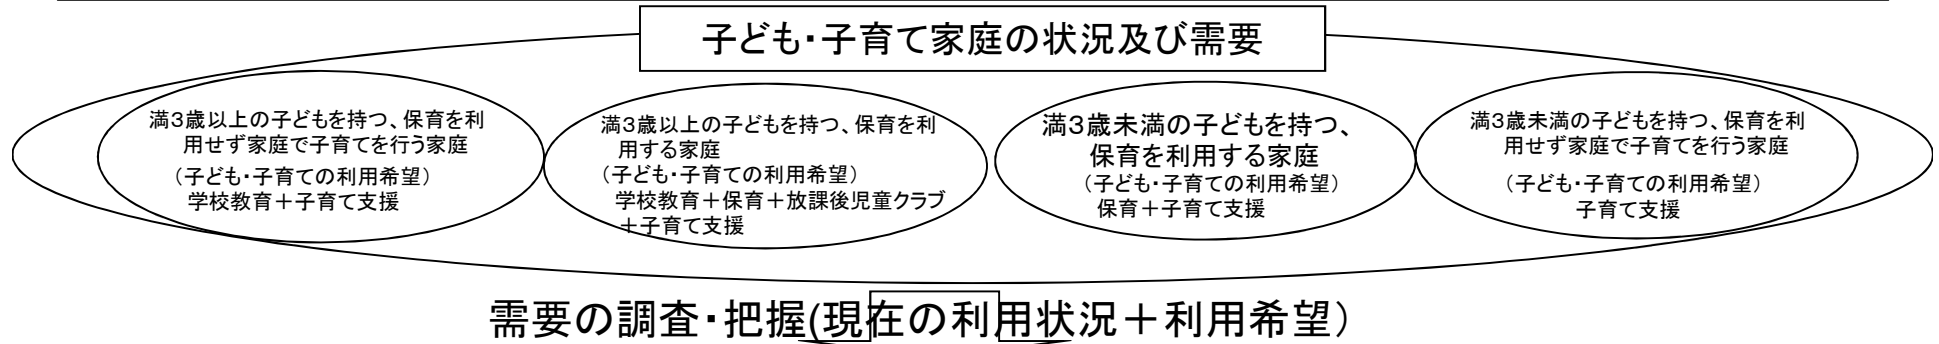 子ども・子育て家庭の状況及び需要
満3歳以上の子どもを持つ、保育を利
用せず家庭で子育てを行う家庭
（子ども・子育ての利用希望）
学校教育＋子育て支援
満3歳以上の子どもを持つ、保育を利
用する家庭
（子ども・子育ての利用希望）
学校教育＋保育＋放課後児童クラブ
＋子育て支援
満3歳未満の子どもを持つ、
保育を利用する家庭
（子ども・子育ての利用希望）
保育＋子育て支援
満3歳未満の子どもを持つ、保育を利
用せず家庭で子育てを行う家庭
（子ども・子育ての利用希望）
子育て支援
需要の調査・把握(現在の利用状況＋利用希望）